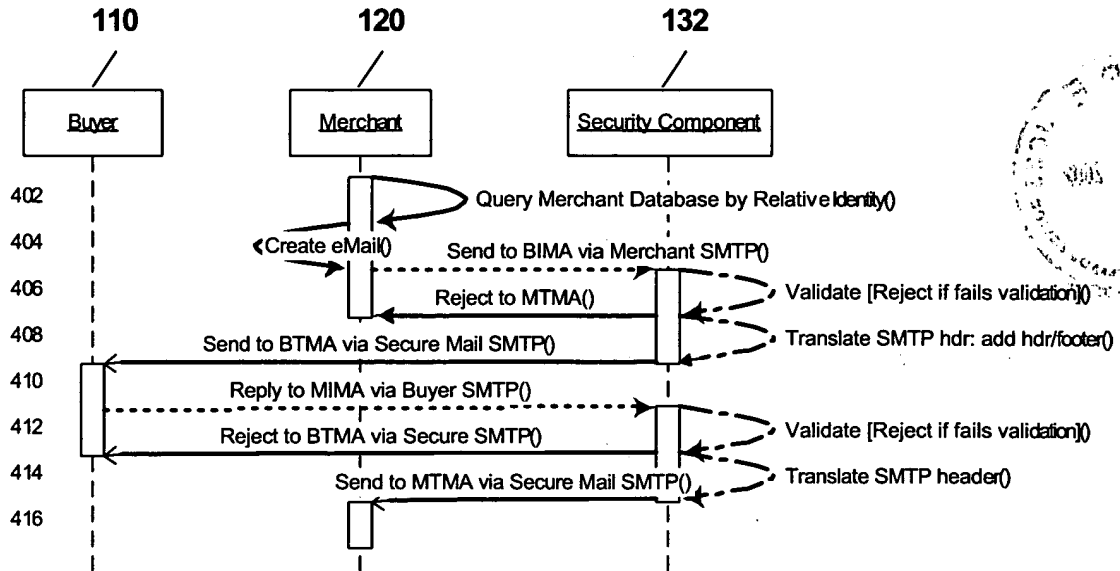 110 120 132
Buyer Merchant Security Component
402 Query Merchant Database by Relative Identity()
404 Create eMail() Send to BIMA via Merchant SMTP()
406 Reject to MTMA() Validate [Reject if fails validation]()
408 Send to BTMA via Secure Mail SMTP() Translate SMTP hdr: add hdr/footer()
410 Reply to MIMA via Buyer SMTP()
412 Reject to BTMA via Secure SMTP() Validate [Reject if fails validation]()
414 Send to MTMA via Secure Mail SMTP() Translate SMTP header()
416